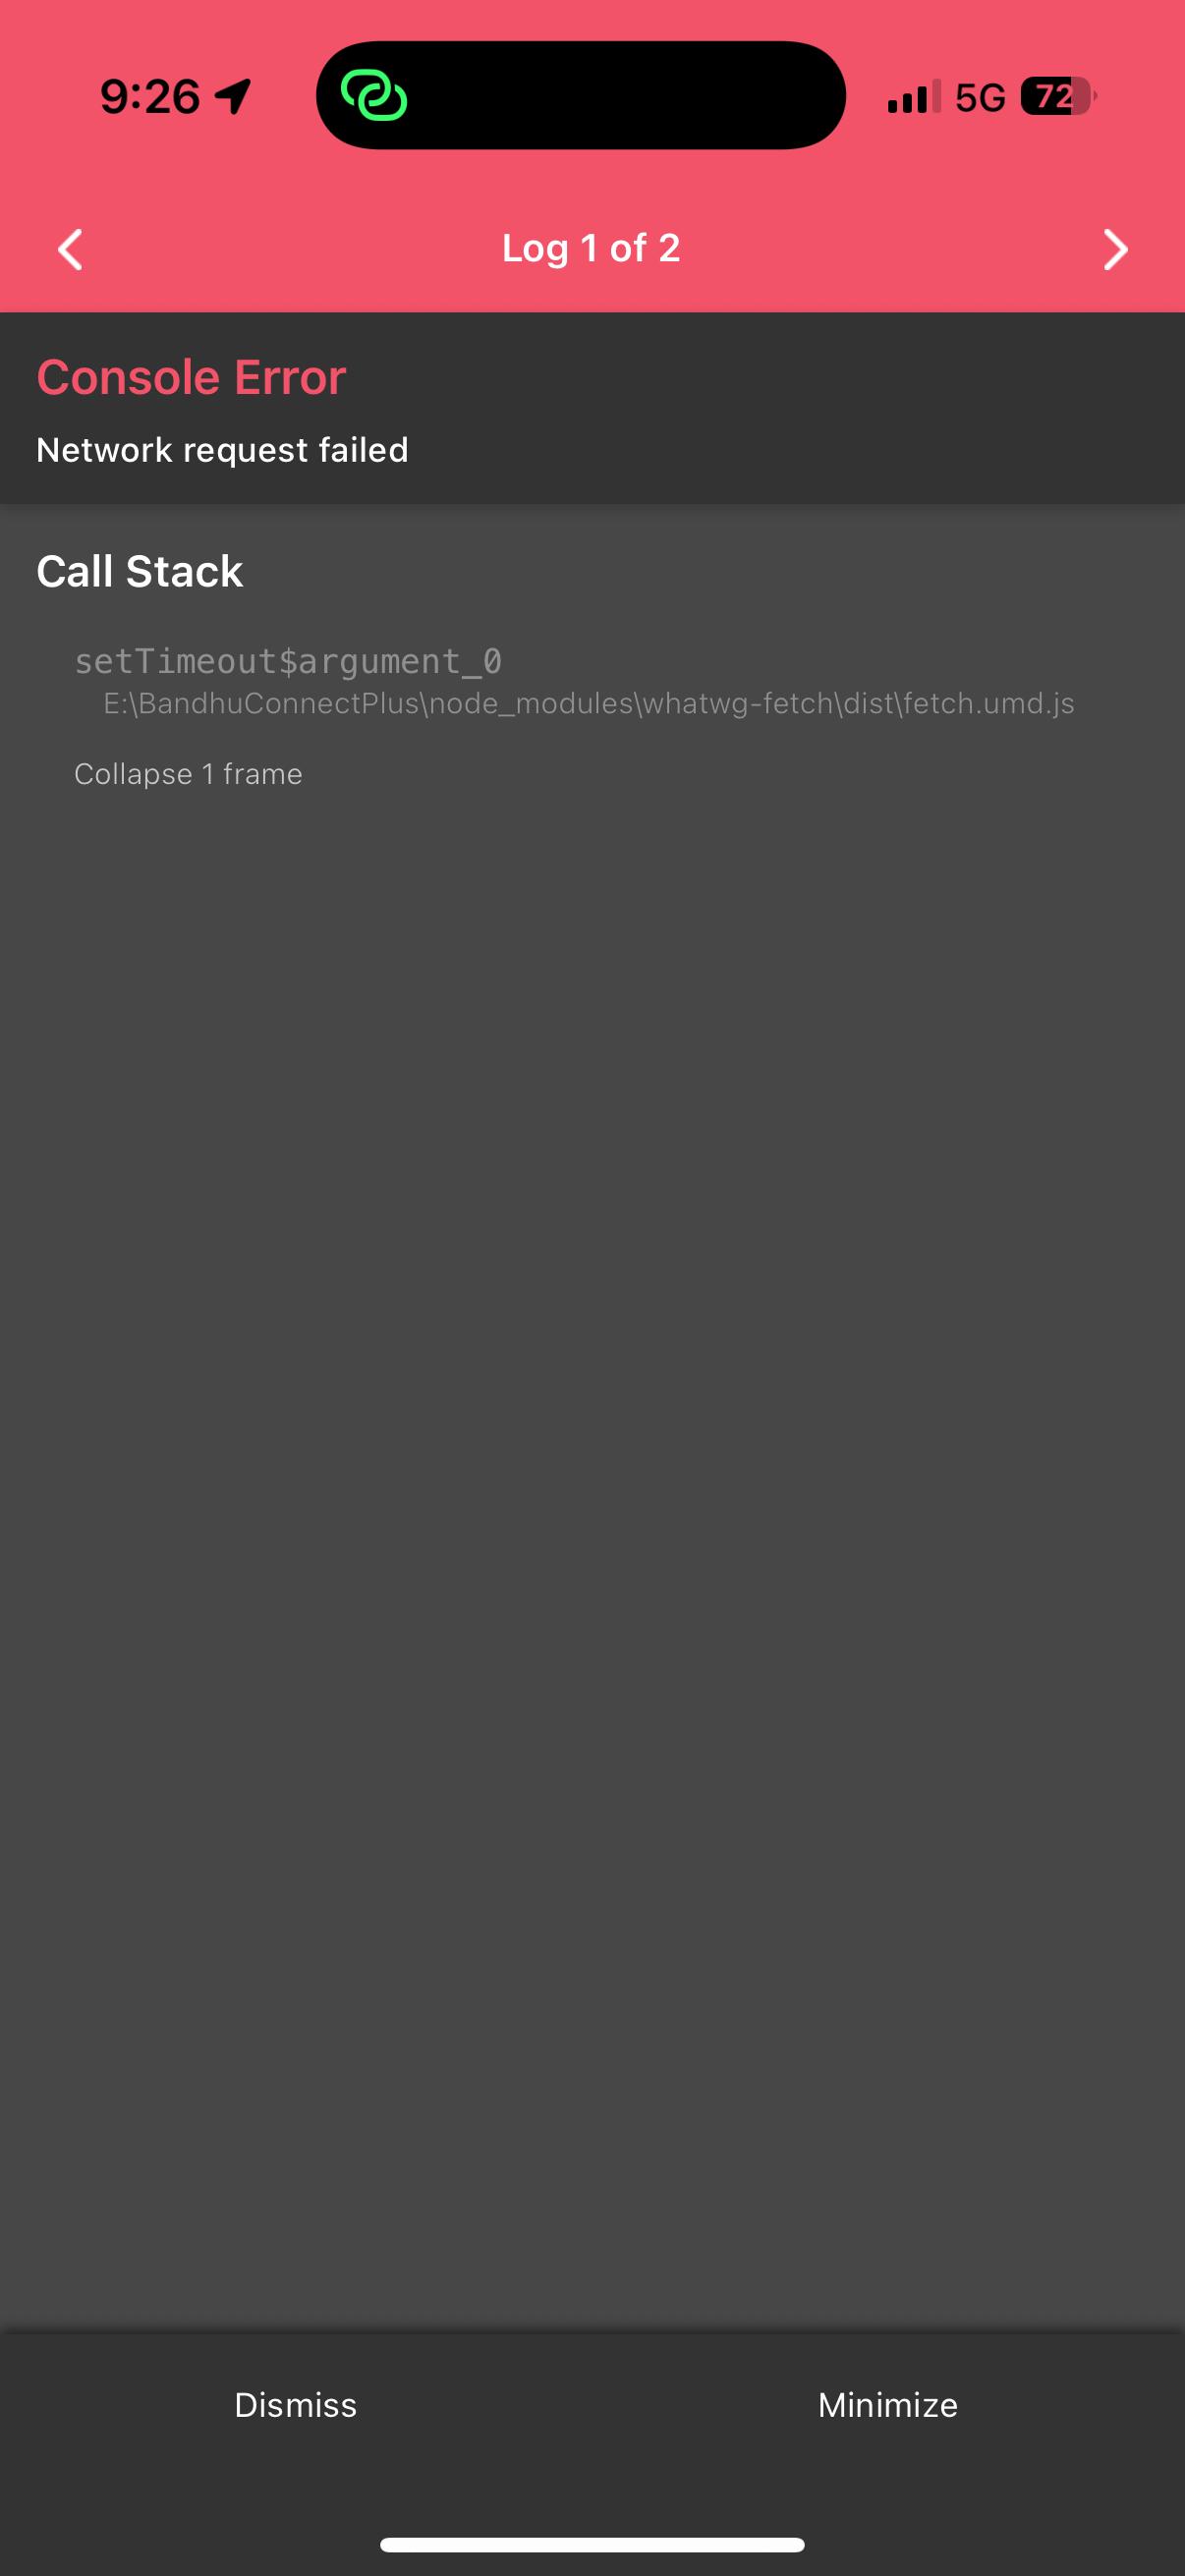 9:26
5G
72
Log 1 of 2
Console Error
Network request failed
Call Stack
setTimeout$argument_0
E:\BandhuConnectPlus\node_modules\whatwg-fetch\dist\fetch.umd.js
Collapse 1 frame
Dismiss
Minimize